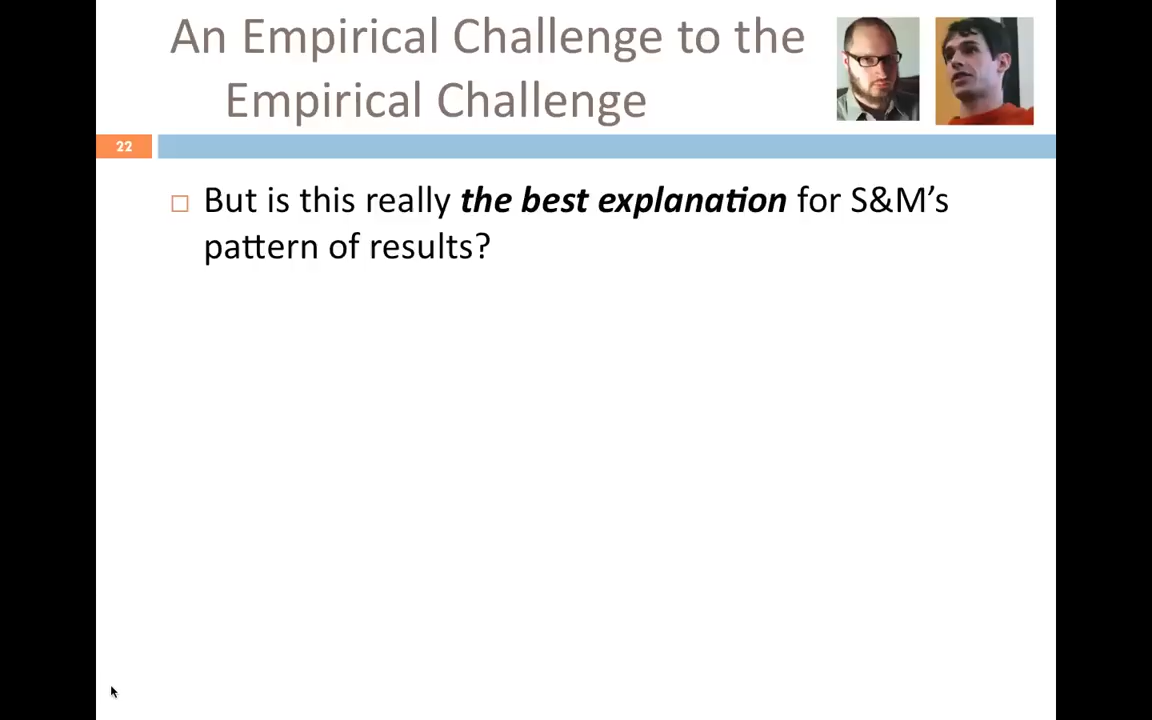 An Empirical Challenge to the
Empirical Challenge
22
But is this really the best explanation for S&M’s
pattern of results?